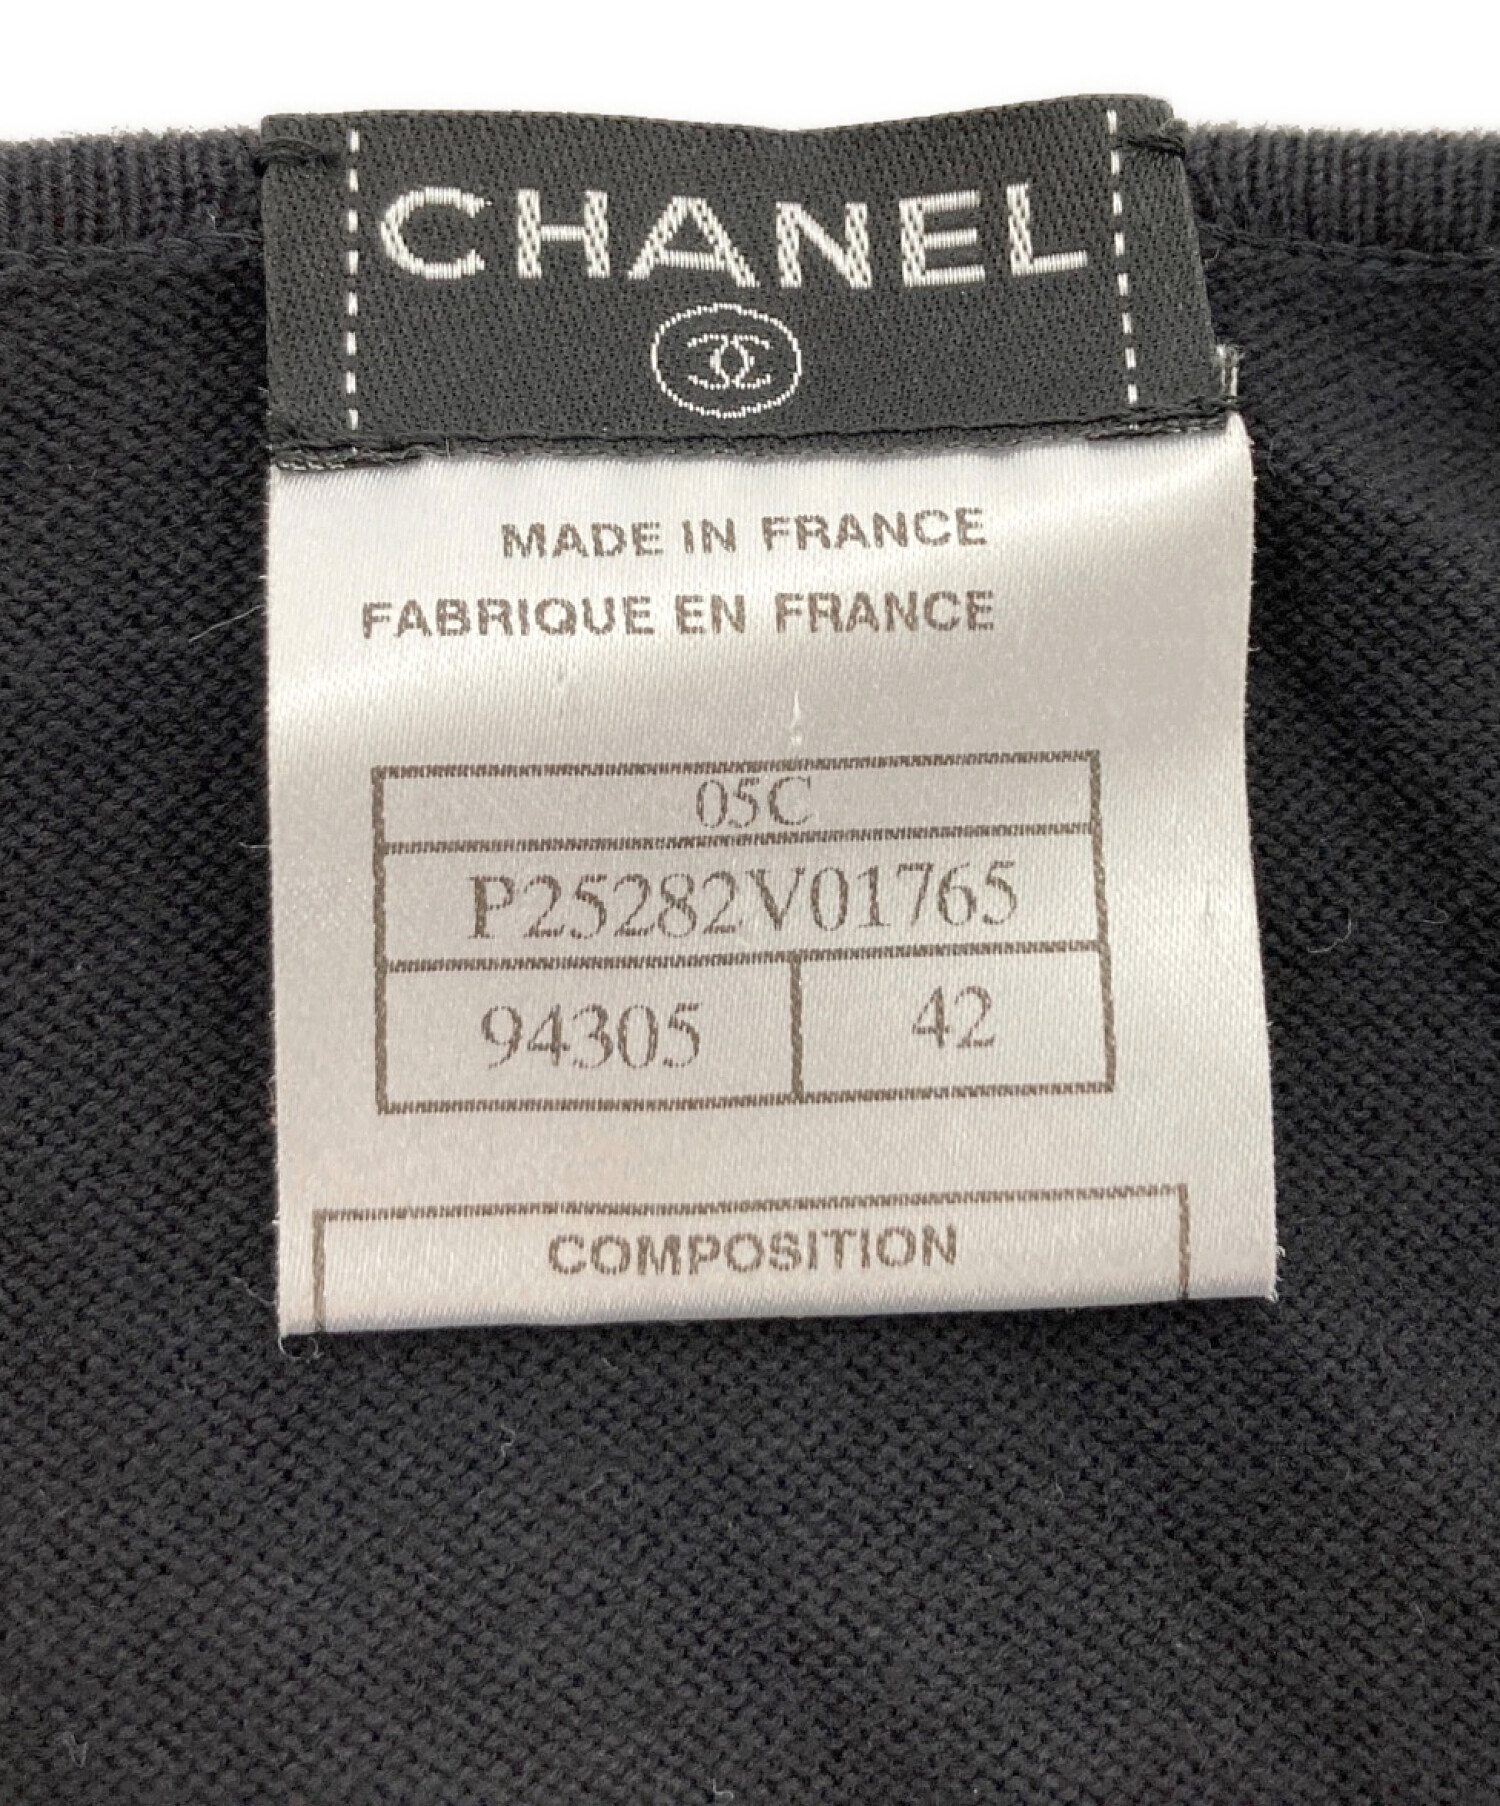 CHANEL
MADE IN FRANCE
FABRIQUE EN FRANCE
05C
P25282V01765
94305 42
COMPOSITION